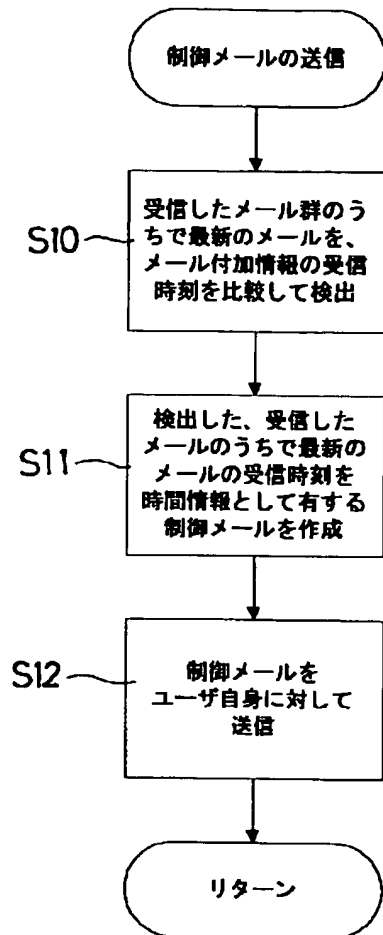 制御メールの送信
S10
受信したメール群のう
ちで最新のメールを、
メール付加情報の受信
時刻を比較して検出
S11
検出した、受信した
メールのうちで最新の
メールの受信時刻を
時間情報として有する
制御メールを作成
S12
制御メールを
ユーザ自身に対して
送信
リターン